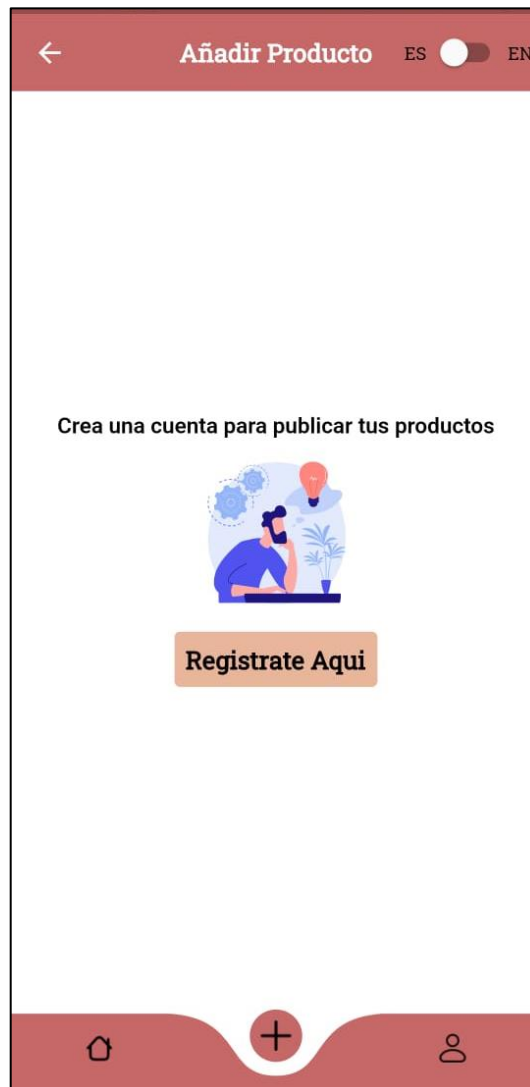 Añadir Producto ES EN
Crea una cuenta para publicar tus productos
Registrate Aqui